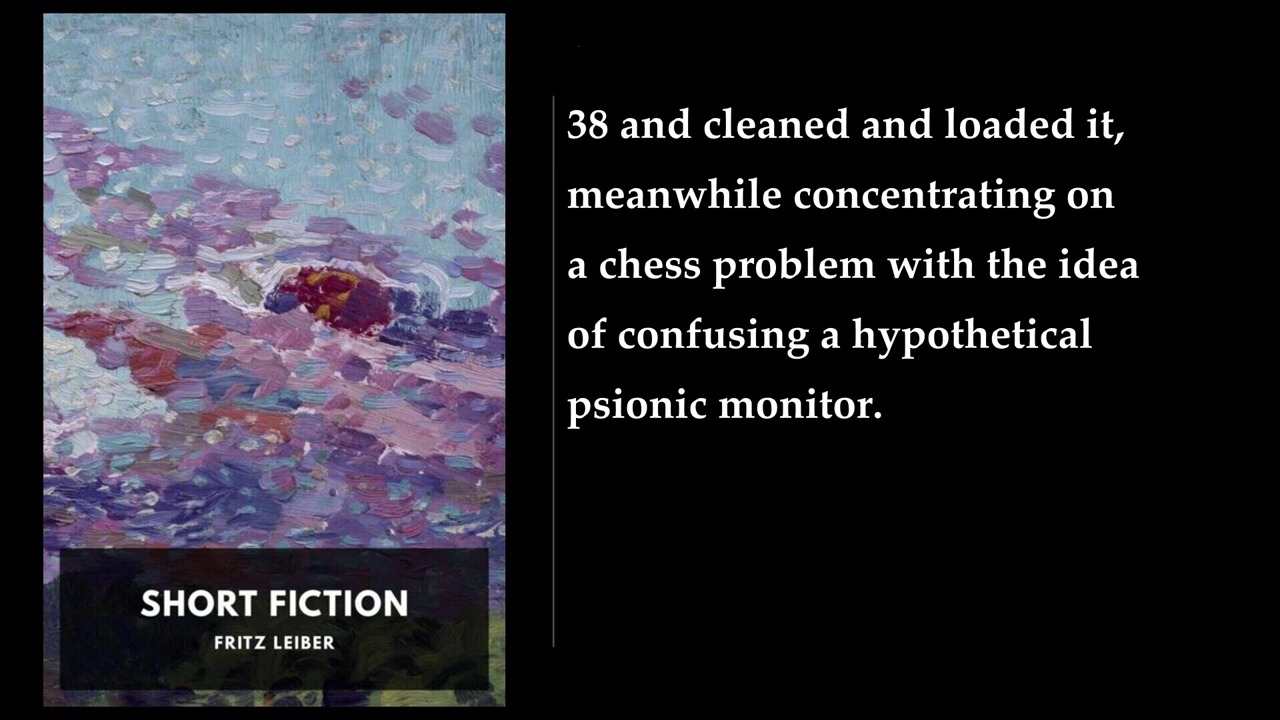 38 and cleaned and loaded it,
meanwhile concentrating on
a chess problem with the idea
of confusing a hypothetical
psionic monitor.
SHORT FICTION
FRITZ LEIBER